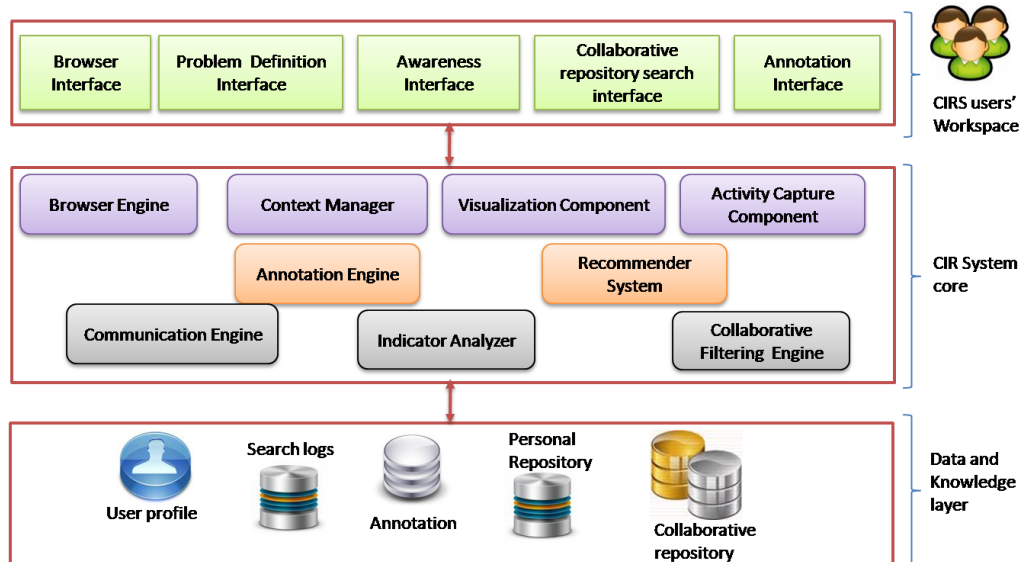 Browser
Interface
Problem Definition
Interface
Awareness
Interface
Collaborative
repository search
interface
Annotation
Interface
CIRS users’
Workspace
Browser Engine
Context Manager
Visualization Component
Activity Capture
Component
Annotation Engine
Recommender
System
Communication Engine
Indicator Analyzer
Collaborative
Filtering Engine
CIR System
core
User profile
Search logs
Annotation
Personal
Repository
Collaborative
repository
Data and
Knowledge
layer